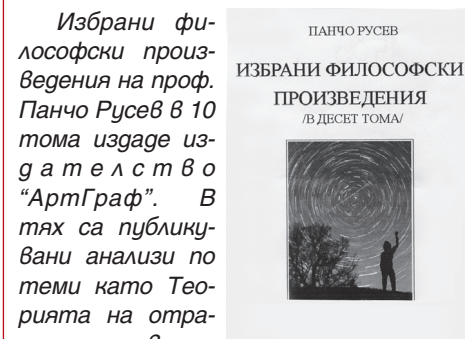 Избрани фи-
лософски произ-
ведения на проф.
Панчо Русев в 10
тома издаде из-
дателство
“АртГраф”. В
тях са публику-
вани анализи по
теми като Тео-
рията на отра-
ПАНЧО РУСЕВ
ИЗБРАНИ ФИЛОСОФСКИ
ПРОИЗВЕДЕНИЯ
/В ДЕСЕТ ТОМА/